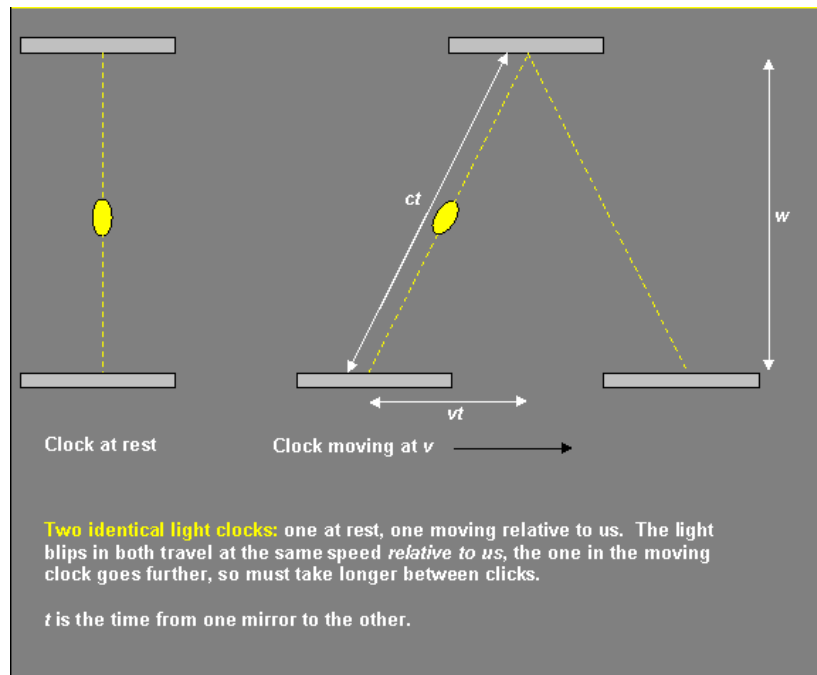 ct
w
vt
Clock at rest
Clock moving at v
Two identical light clocks: one at rest, one moving relative to us. The light
blips in both travel at the same speed relative to us, the one in the moving
clock goes further, so must take longer between clicks.
t is the time from one mirror to the other.